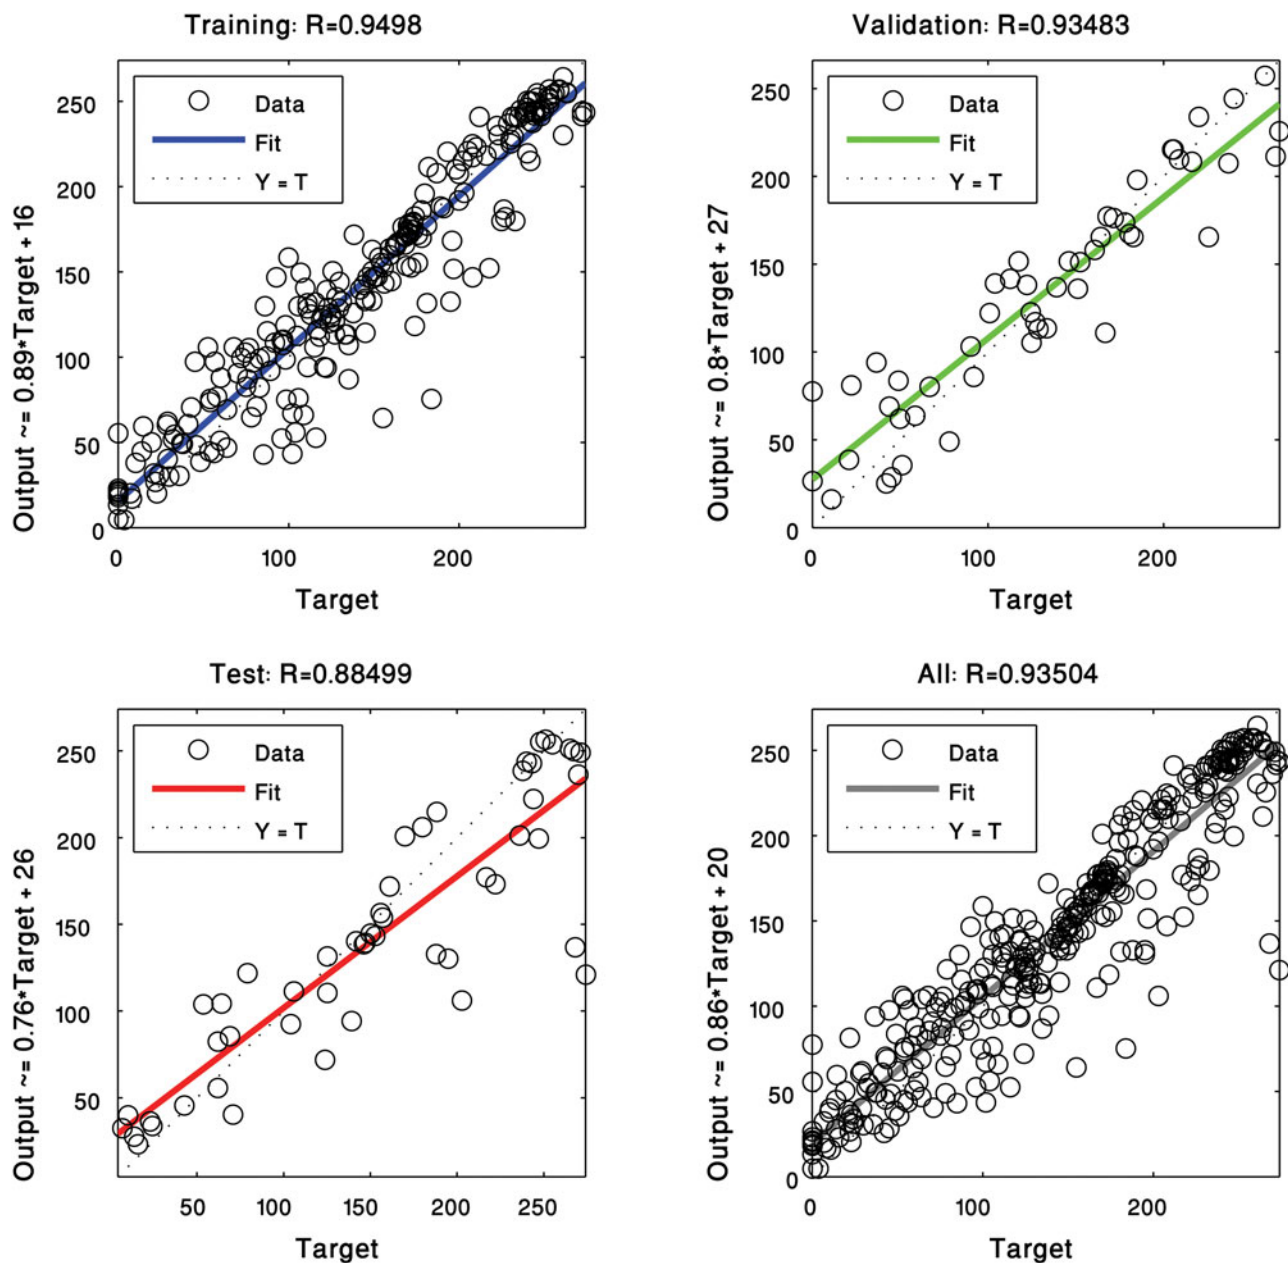 Training: R=0.9498
Output ~= 0.89*Target + 16
250
200
150
100
50
0
Data
Fit
Y = T
0 100 200
Target
Validation: R=0.93483
Output ~= 0.8*Target + 27
250
200
150
100
50
0
Data
Fit
Y = T
0 100 200
Target
Test: R=0.88499
Output ~= 0.76*Target + 26
250
200
150
100
50
Data
Fit
Y = T
50 100 150 200 250
Target
All: R=0.93504
Output ~= 0.86*Target + 20
250
200
150
100
50
0
Data
Fit
Y = T
0 100 200
Target